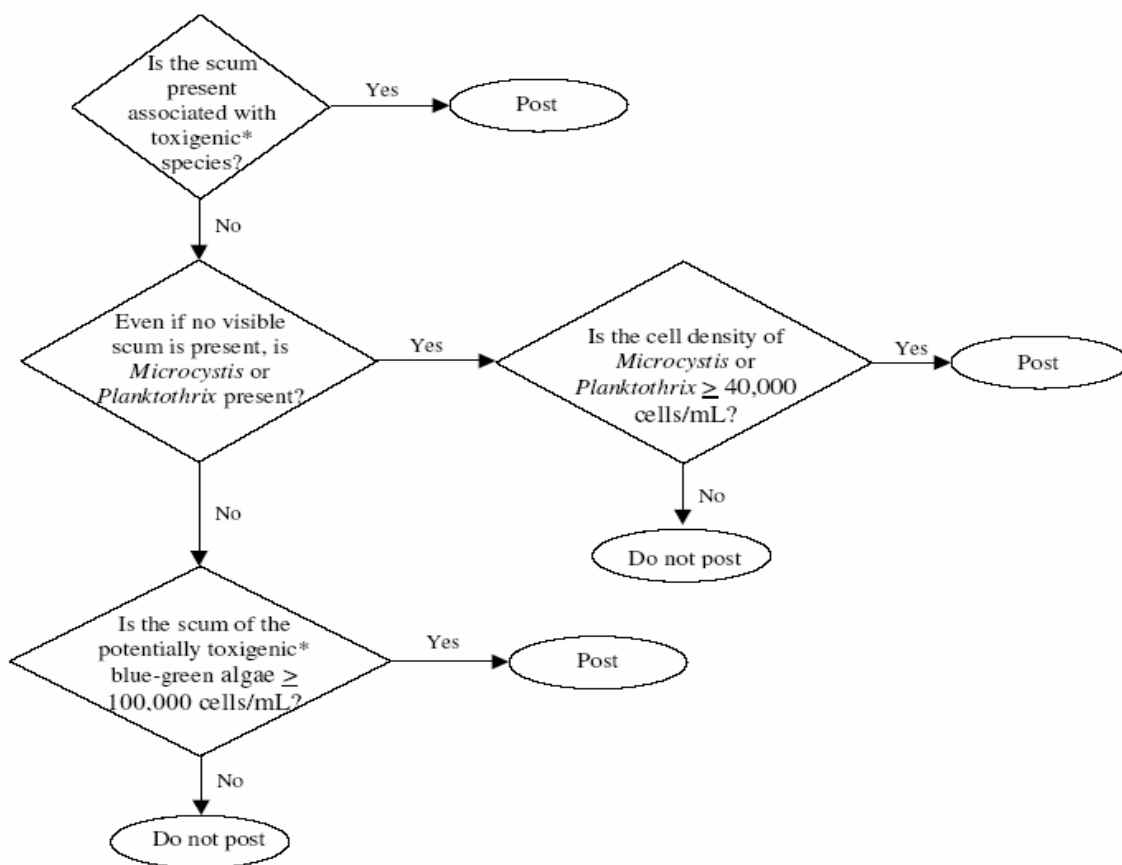 Is the scum
present
associated with
toxigenic*
species?
Yes
Post
No
Even if no visible
scum is present, is
Microcystis or
Planktothrix present?
Yes
Is the cell density of
Microcystis or
Planktothrix ≥ 40,000
cells/mL?
Yes
Post
No
Do not post
No
Is the scum of the
potentially toxigenic*
blue-green algae ≥
100,000 cells/mL?
Yes
Post
No
Do not post